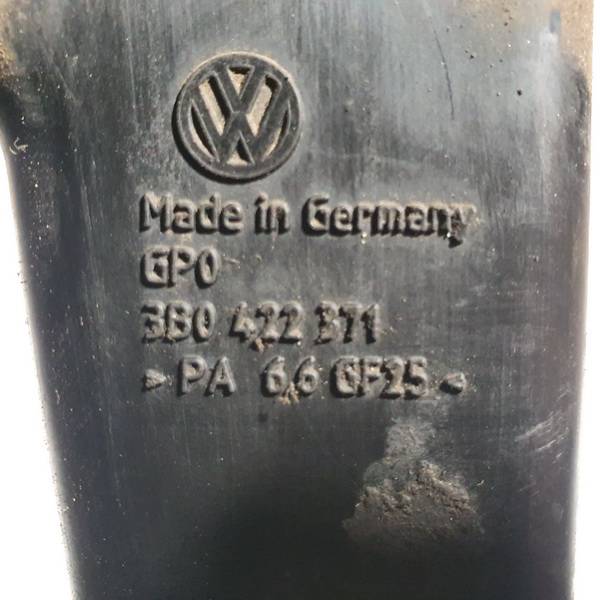 Made in Germany
GPO
3B0 422 371
> PA 6.6 GF25 <